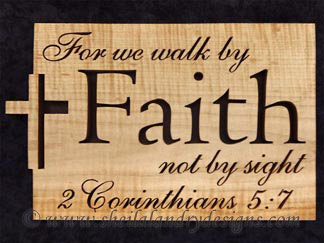 For we walk by
Faith
not by sight
2 Corinthians 5:7
© www.sheilalandrydesigns.com